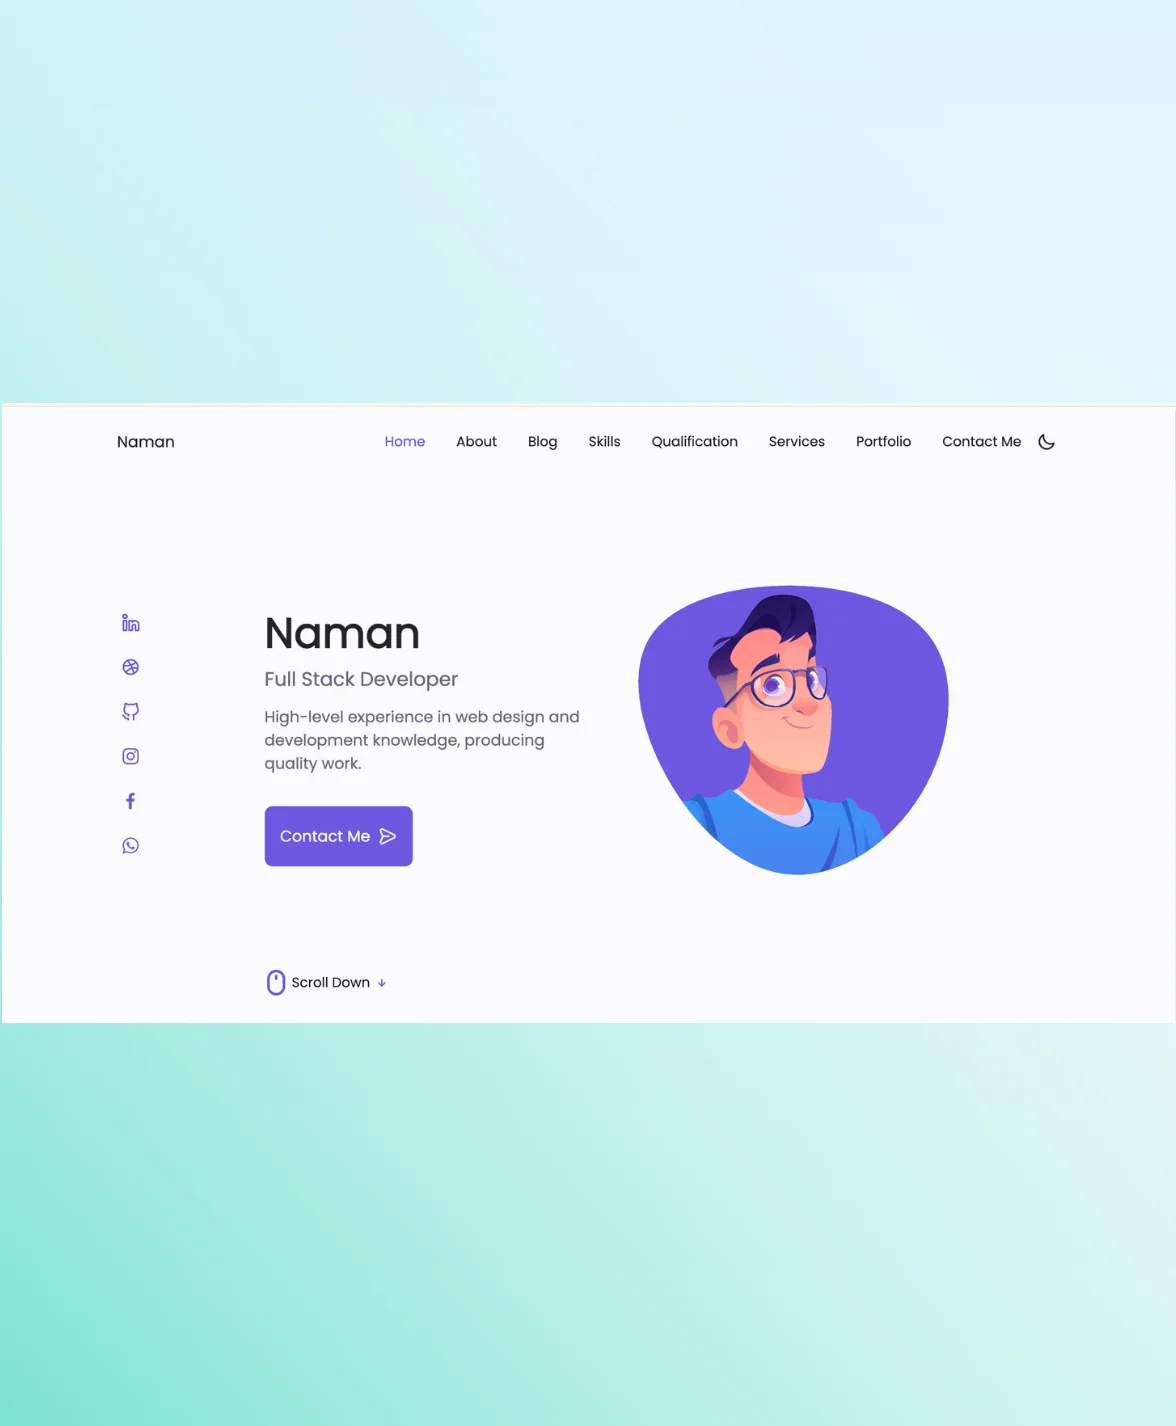 Naman
Home About Blog Skills Qualification Services Portfolio Contact Me
Naman
Full Stack Developer
High-level experience in web design and
development knowledge, producing
quality work.
Contact Me
Scroll Down